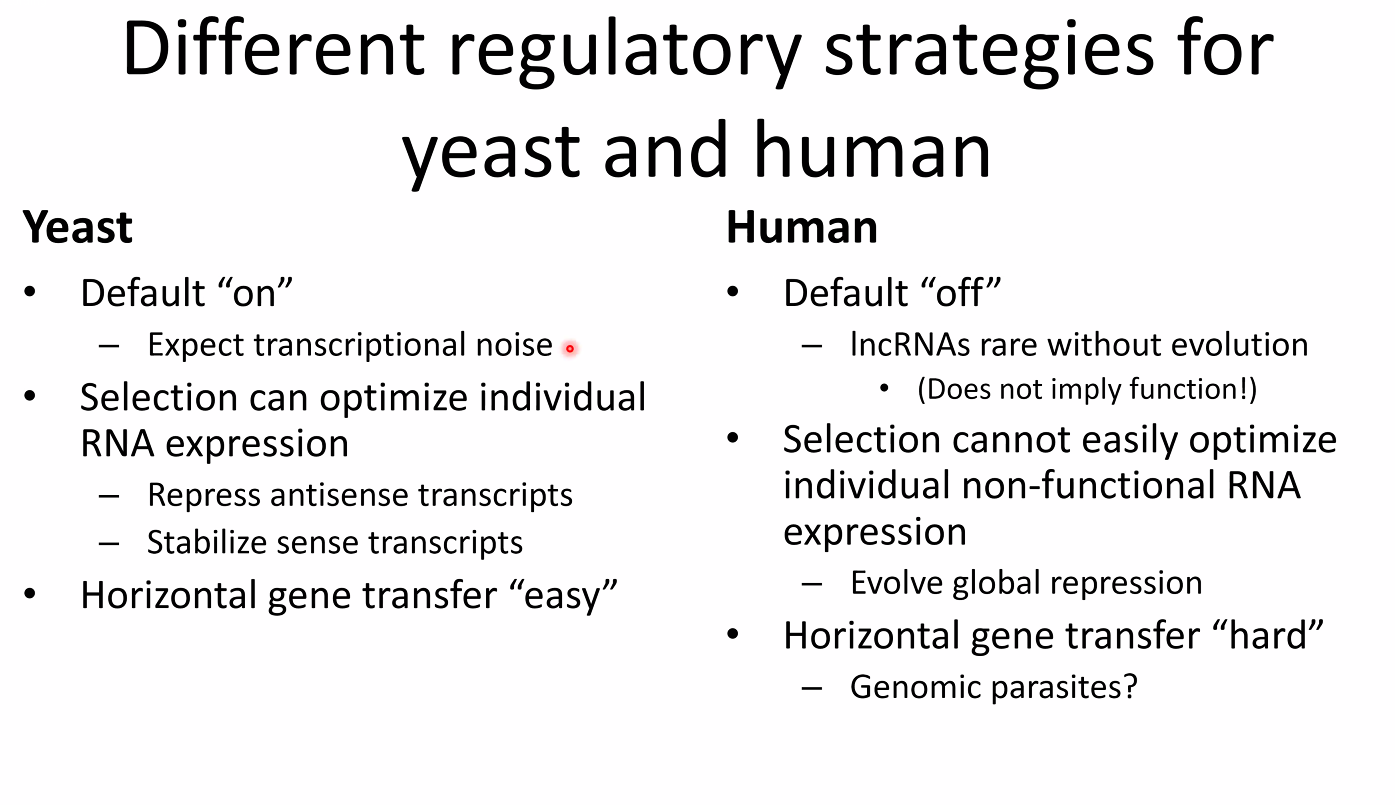 Different regulatory strategies for
yeast and human
Yeast
• Default “on”
– Expect transcriptional noise
• Selection can optimize individual
RNA expression
– Repress antisense transcripts
– Stabilize sense transcripts
• Horizontal gene transfer “easy”
Human
• Default “off”
– lncRNAs rare without evolution
• (Does not imply function!)
• Selection cannot easily optimize
individual non-functional RNA
expression
– Evolve global repression
• Horizontal gene transfer “hard”
– Genomic parasites?